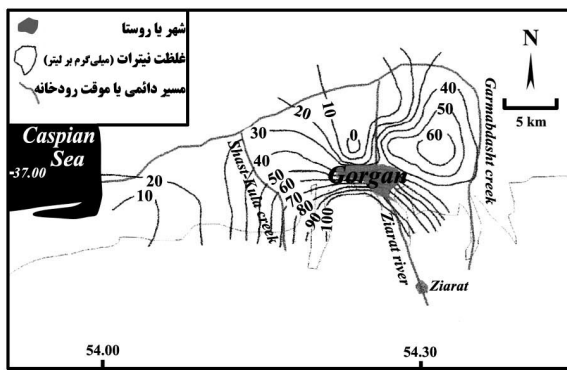 شهر یا روستا
غلظت نیترات (میلی‌گرم بر لیتر)
مسیر دائمی یا موقت رودخانه
N
5 km
Caspian
Sea
37.00
Gorgan
Ziarat
Ziarat river
Shast-Kula creek
Garmabdasht creek
20
10
30
40
50
60
70
80
90
100
20
10
0
40
50
60
54.00
54.30